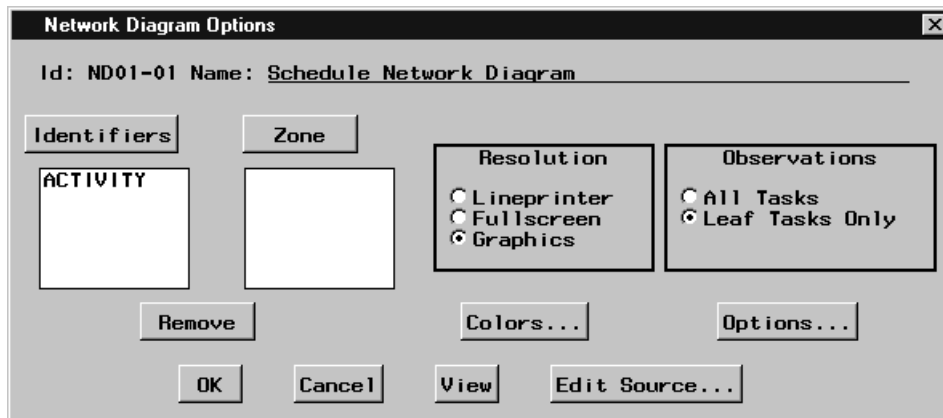 Network Diagram Options
Id: ND01-01 Name: Schedule Network Diagram
Identifiers
Zone
ACTIVITY
Resolution
Lineprinter
Fullscreen
Graphics
Observations
All Tasks
Leaf Tasks Only
Remove
Colors...
Options...
OK
Cancel
View
Edit Source...